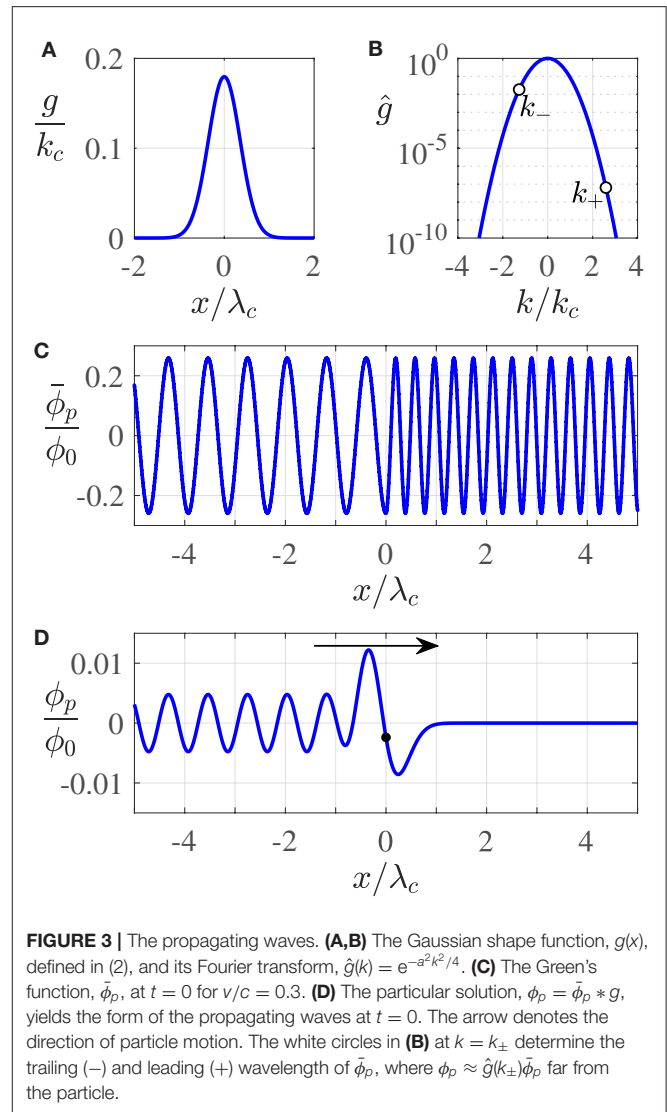 A
B
0.2
g
k_c
0.1
0
-2
0
2
x/λ_c
10^0
ĝ
10^{-5}
10^{-10}
k_-
k_+
-4
-2
0
2
4
k/k_c
C
0.2
ϕ̄_p
ϕ_0
0
-0.2
-4
-2
0
2
4
x/λ_c
D
0.01
ϕ_p
ϕ_0
0
-0.01
-4
-2
0
2
4
x/λ_c
FIGURE 3 | The propagating waves. (A,B) The Gaussian shape function, g(x),
defined in (2), and its Fourier transform, ĝ(k) = e^{−a²k²/4}. (C) The Green's
function, ϕ̄_p, at t = 0 for v/c = 0.3. (D) The particular solution, ϕ_p = ϕ̄_p ∗ g,
yields the form of the propagating waves at t = 0. The arrow denotes the
direction of particle motion. The white circles in (B) at k = k_± determine the
trailing (−) and leading (+) wavelength of ϕ̄_p, where ϕ_p ≈ ĝ(k_±)ϕ̄_p far from
the particle.